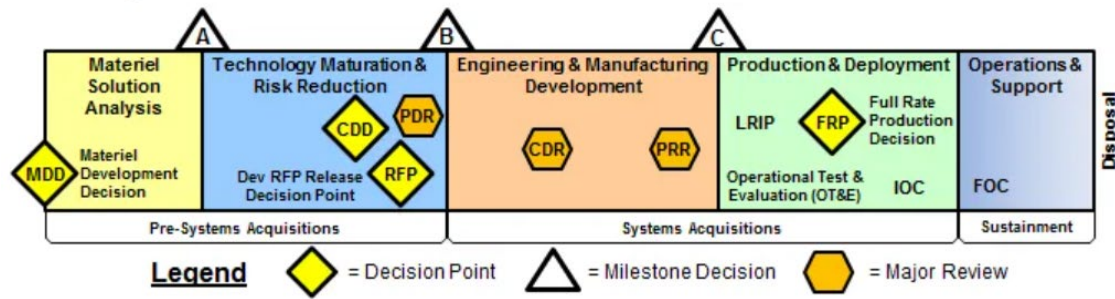 A
B
C
Materiel
Solution
Analysis
MDD
Materiel
Development
Decision
Technology Maturation &
Risk Reduction
CDD
PDR
Dev RFP Release
Decision Point
RFP
Engineering & Manufacturing
Development
CDR
PRR
Production & Deployment
LRIP
FRP
Full Rate
Production
Decision
Operational Test &
Evaluation (OT&E)
IOC
Operations &
Support
FOC
Disposal
Pre-Systems Acquisitions
Systems Acquisitions
Sustainment
Legend
= Decision Point
= Milestone Decision
= Major Review